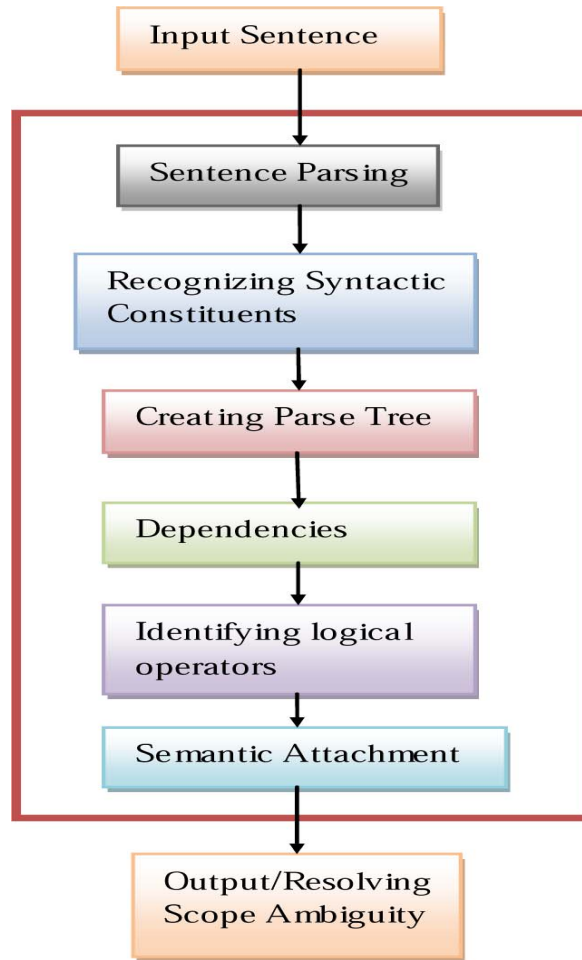 Input Sentence
Sentence Parsing
Recognizing Syntactic
Constituents
Creating Parse Tree
Dependencies
Identifying logical
operators
Semantic Attachment
Output/Resolving
Scope Ambiguity